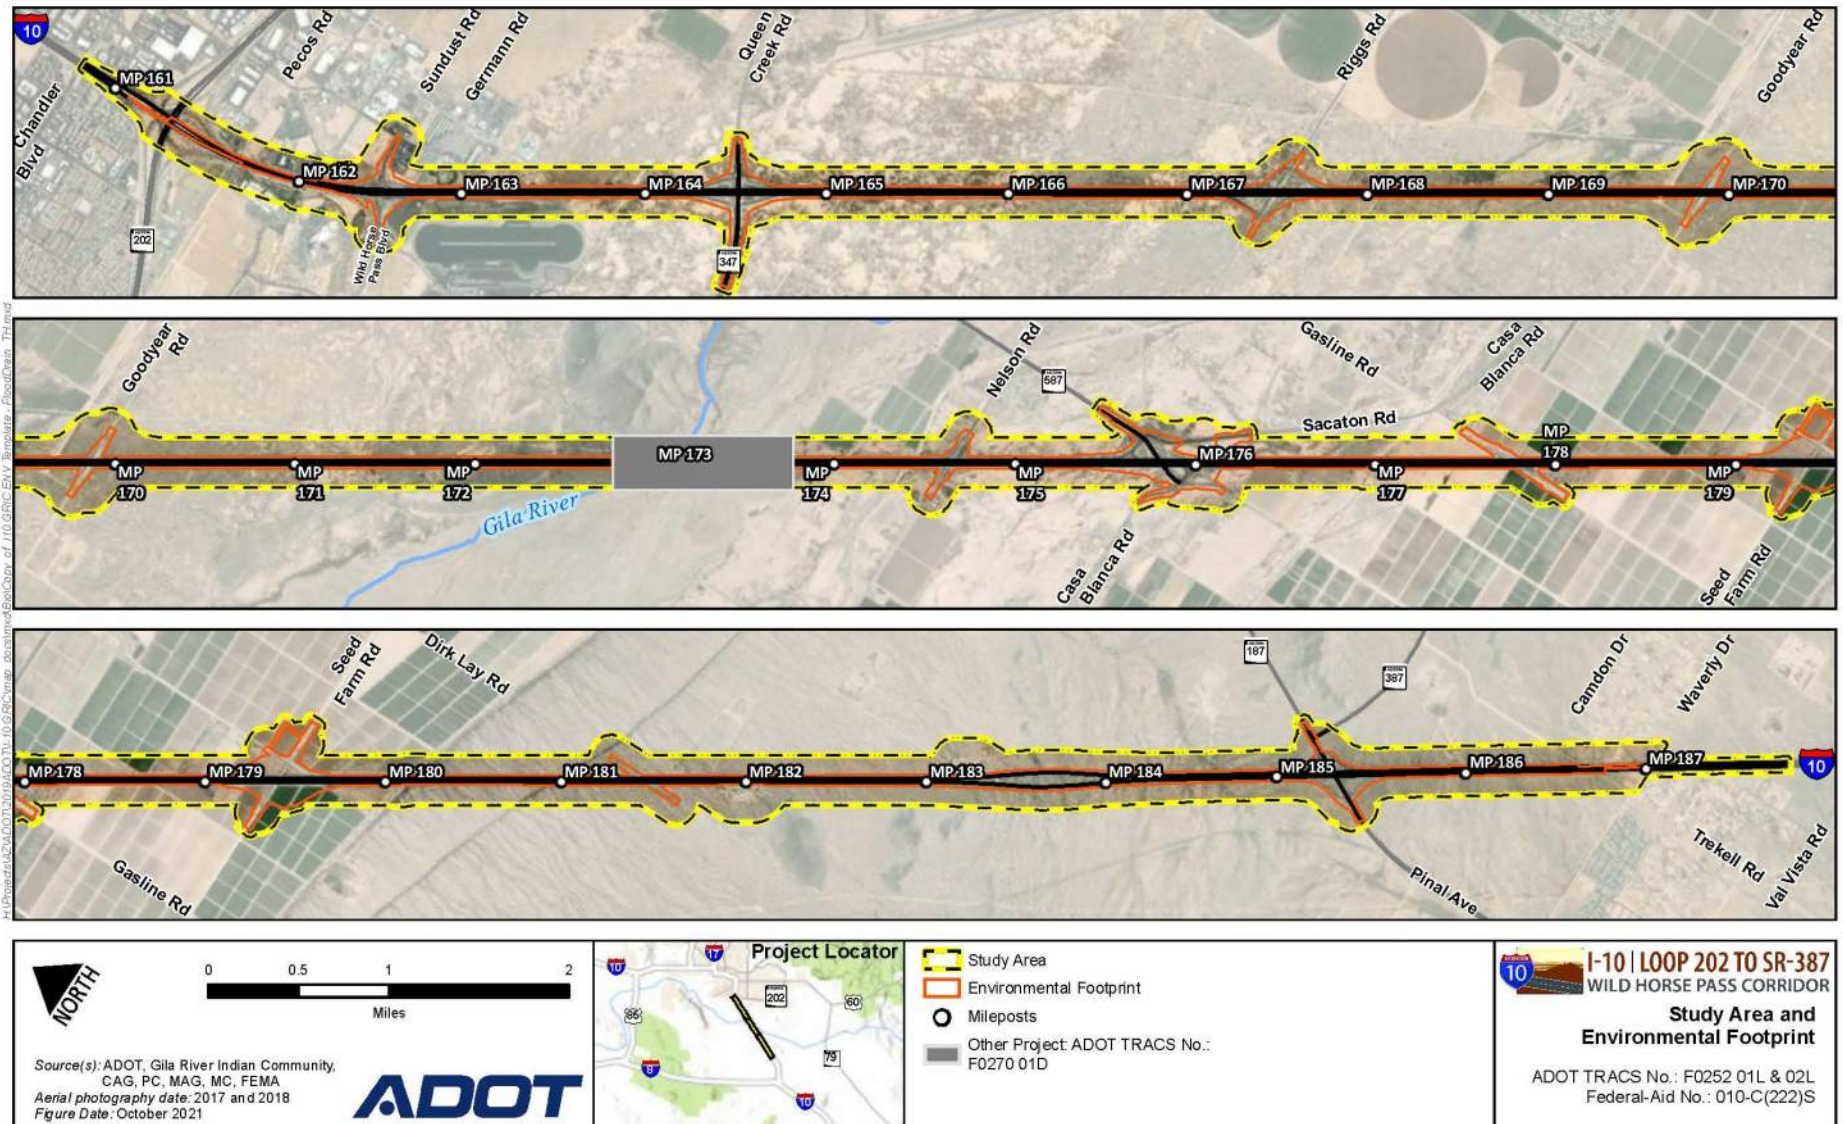 10
Chandler
Blvd
MP 161
202
Pecos Rd
MP 162
Wild Horse
Pass Blvd
Sundust Rd
Germann Rd
MP 163
MP 164
Queen
Creek Rd
347
MP 165
MP 166
MP 167
Riggs Rd
MP 168
MP 169
Goodyear Rd
MP 170
Goodyear
Rd
MP
170
MP
171
MP
172
Gila River
MP 173
MP
174
Nelson Rd
MP
175
587
Casa
Blanca Rd
MP 176
Sacaton Rd
Gasline Rd
MP
177
Casa
Blanca Rd
MP
178
MP
179
Seed
Farm Rd
MP 178
Gasline Rd
MP 179
Seed
Farm Rd
Dirk Lay Rd
MP 180
MP 181
MP 182
MP 183
MP 184
187
387
MP 185
Pinal Ave
MP 186
Camdon Dr
Waverly Dr
MP 187
10
Trekell Rd
Val Vista Rd
NORTH
0 0.5 1 2
Miles
Source(s): ADOT, Gila River Indian Community,
CAG, PC, MAG, MC, FEMA
Aerial photography date: 2017 and 2018
Figure Date: October 2021
ADOT
Project Locator
10
17
202
60
85
79
8
10
Study Area
Environmental Footprint
Mileposts
Other Project: ADOT TRACS No.:
F0270 01D
10
I-10 | LOOP 202 TO SR-387
WILD HORSE PASS CORRIDOR
Study Area and
Environmental Footprint
ADOT TRACS No.: F0252 01L & 02L
Federal-Aid No.: 010-C(222)S